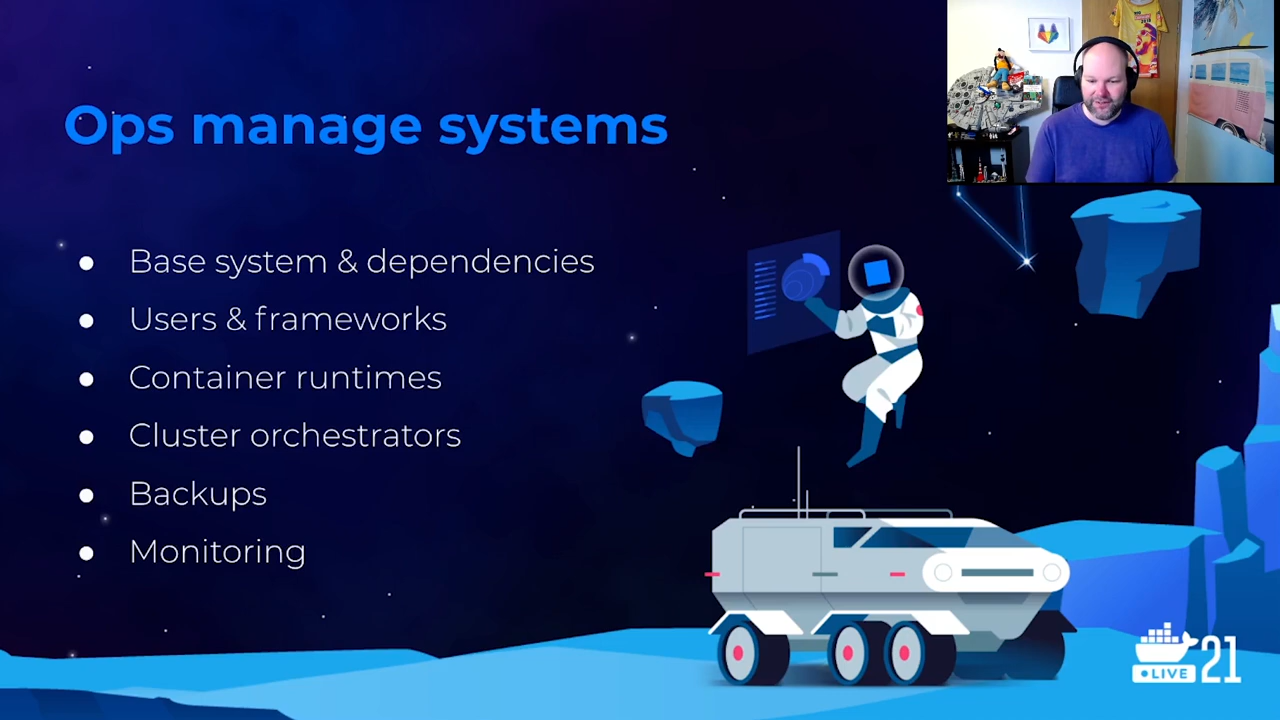 Ops manage systems
● Base system & dependencies
● Users & frameworks
● Container runtimes
● Cluster orchestrators
● Backups
● Monitoring
LIVE 21